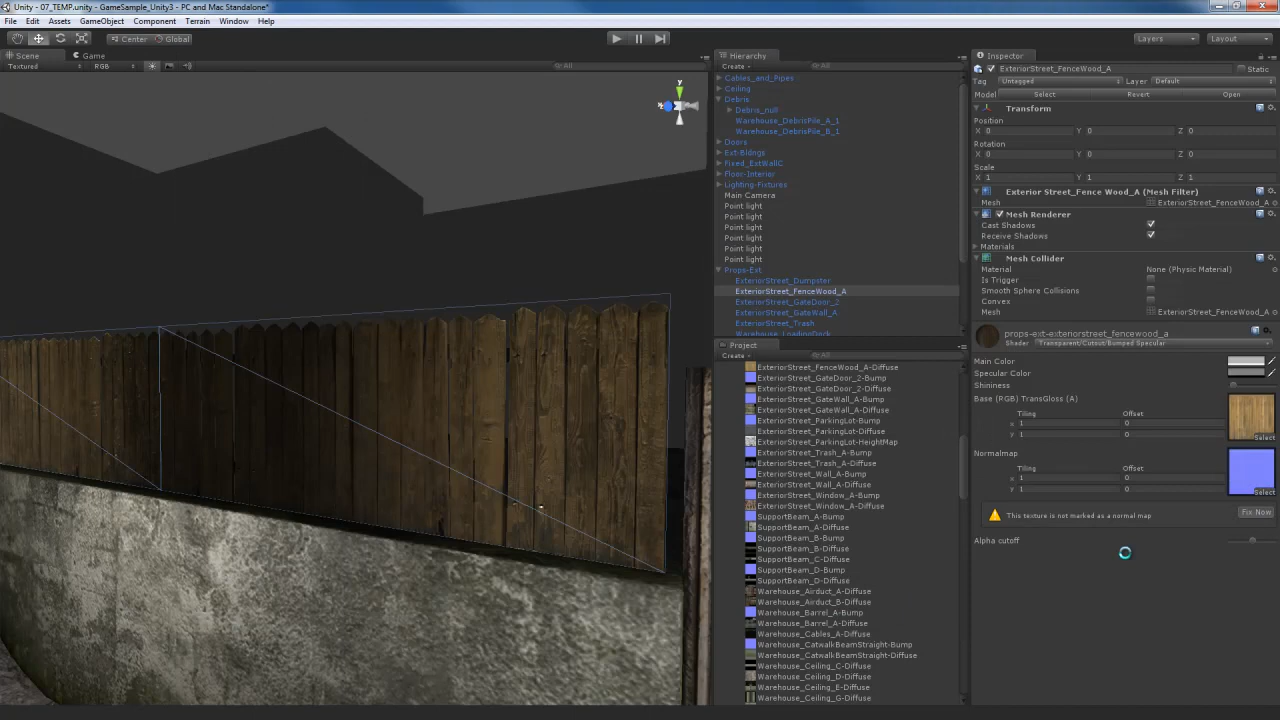 Unity - 07_TEMP.unity - GameSample_Unity3 - PC and Mac Standalone*
File Edit Assets GameObject Component Terrain Window Help
Center Global Layers Layout
Scene Game
Textured RGB All
Hierarchy
Create All
Cables_and_Pipes
Ceiling
Debris
Debris_null
Warehouse_DebrisPile_A_1
Warehouse_DebrisPile_B_1
Doors
Ext-Bldngs
Fixed_ExtWallC
Floor-Interior
Lighting-Fixtures
Main Camera
Point light
Point light
Point light
Point light
Point light
Point light
Props-Ext
ExteriorStreet_Dumpster
ExteriorStreet_FenceWood_A
ExteriorStreet_GateDoor_2
ExteriorStreet_GateWall_A
ExteriorStreet_Trash
Warehouse_LoadingDock
Project
Create All
ExteriorStreet_FenceWood_A-Diffuse
ExteriorStreet_GateDoor_2-Bump
ExteriorStreet_GateDoor_2-Diffuse
ExteriorStreet_GateWall_A-Bump
ExteriorStreet_GateWall_A-Diffuse
ExteriorStreet_ParkingLot-Bump
ExteriorStreet_ParkingLot-Diffuse
ExteriorStreet_ParkingLot-HeightMap
ExteriorStreet_Trash_A-Bump
ExteriorStreet_Trash_A-Diffuse
ExteriorStreet_Wall_A-Bump
ExteriorStreet_Wall_A-Diffuse
ExteriorStreet_Window_A-Bump
ExteriorStreet_Window_A-Diffuse
SupportBeam_A-Bump
SupportBeam_A-Diffuse
SupportBeam_B-Bump
SupportBeam_B-Diffuse
SupportBeam_C-Diffuse
SupportBeam_D-Bump
SupportBeam_D-Diffuse
Warehouse_Airduct_A-Diffuse
Warehouse_Airduct_B-Diffuse
Warehouse_Barrel_A-Bump
Warehouse_Barrel_A-Diffuse
Warehouse_Cables_A-Diffuse
Warehouse_CatwalkBeamStraight-Bump
Warehouse_CatwalkBeamStraight-Diffuse
Warehouse_Ceiling_C-Diffuse
Warehouse_Ceiling_D-Diffuse
Warehouse_Ceiling_E-Diffuse
Warehouse_Ceiling_G-Diffuse
Inspector
ExteriorStreet_FenceWood_A Static
Tag Untagged Layer Default
Model Select Revert Open
Transform
Position
X 0 Y 0 Z 0
Rotation
X 0 Y 0 Z 0
Scale
X 1 Y 1 Z 1
Exterior Street_Fence Wood_A (Mesh Filter)
Mesh ExteriorStreet_FenceWood_A
Mesh Renderer
Cast Shadows
Receive Shadows
Materials
Mesh Collider
Material None (Physic Material)
Is Trigger
Smooth Sphere Collisions
Convex
Mesh ExteriorStreet_FenceWood_A
props-ext-exteriorstreet_fencewood_a
Shader Transparent/Cutout/Bumped Specular
Main Color
Specular Color
Shininess
Base (RGB) TransGloss (A)
Tiling Offset
x 1 0
y 1 0
Select
Normalmap
Tiling Offset
x 1 0
y 1 0
Select
This texture is not marked as a normal map Fix Now
Alpha cutoff
y